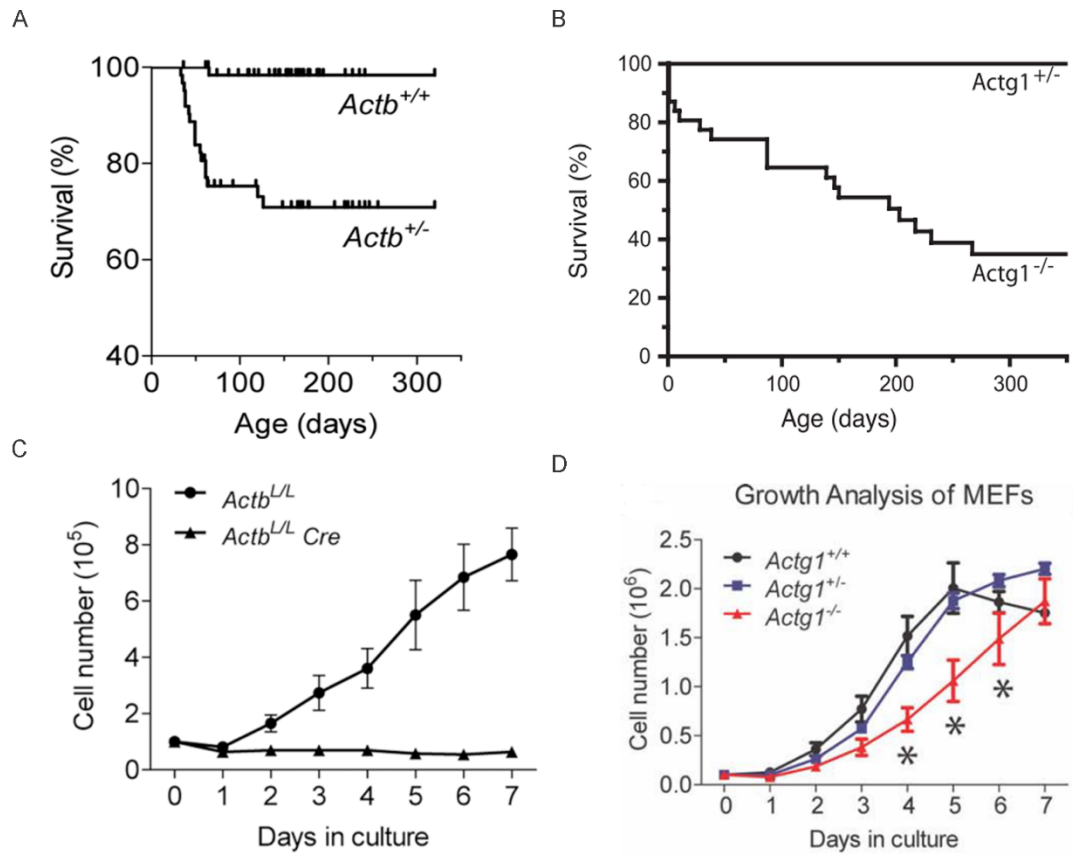 A
100
80
60
40
Survival (%)
Actb+/+
Actb+/-
0 100 200 300
Age (days)
B
100
80
60
40
20
0
Survival (%)
Actg1+/-
Actg1-/-
0 100 200 300
Age (days)
C
10
8
6
4
2
0
Cell number (10⁵)
Actb^L/L
Actb^L/L Cre
0 1 2 3 4 5 6 7
Days in culture
D
Growth Analysis of MEFs
2.5
2.0
1.5
1.0
0.5
0.0
Cell number (10⁶)
Actg1+/+
Actg1+/-
Actg1-/-
*
*
*
0 1 2 3 4 5 6 7
Days in culture